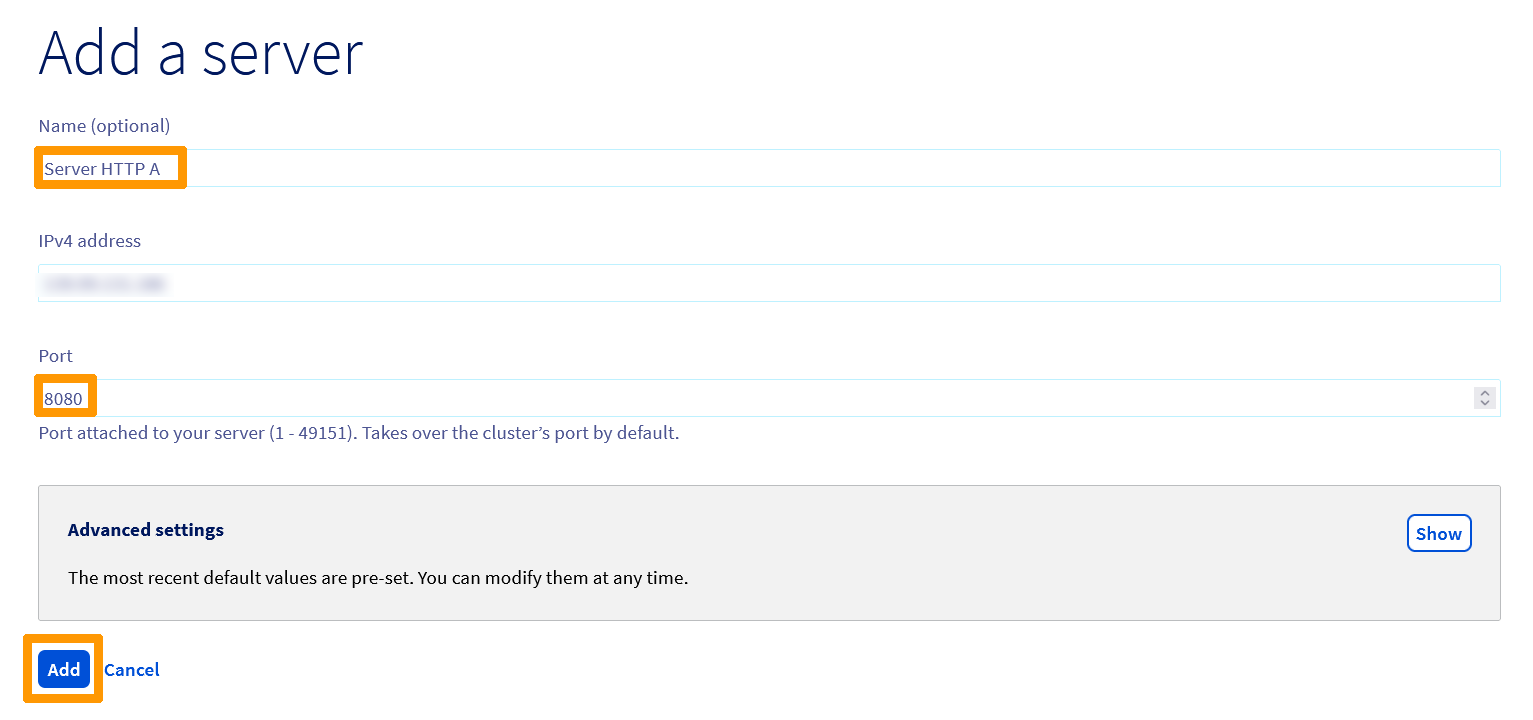 Add a server
Name (optional)
Server HTTP A
IPv4 address
Port
8080
Port attached to your server (1 - 49151). Takes over the cluster’s port by default.
Advanced settings
Show
The most recent default values are pre-set. You can modify them at any time.
Add Cancel